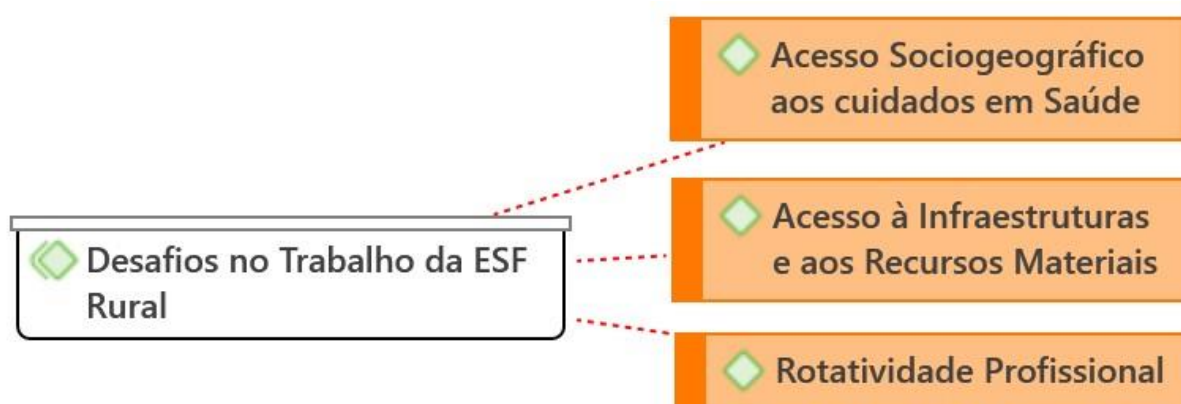 Acesso Sociogeográfico
aos cuidados em Saúde
Desafios no Trabalho da ESF
Rural
Acesso à Infraestruturas
e aos Recursos Materiais
Rotatividade Profissional